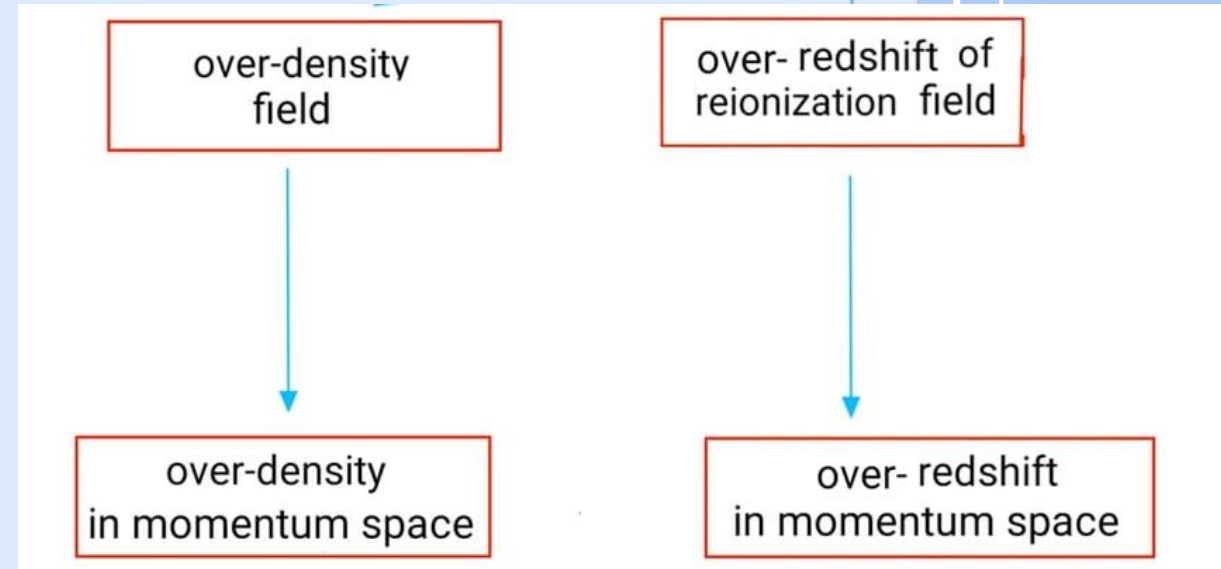 over-density
field
over- redshift of
reionization field
over-density
in momentum space
over- redshift
in momentum space